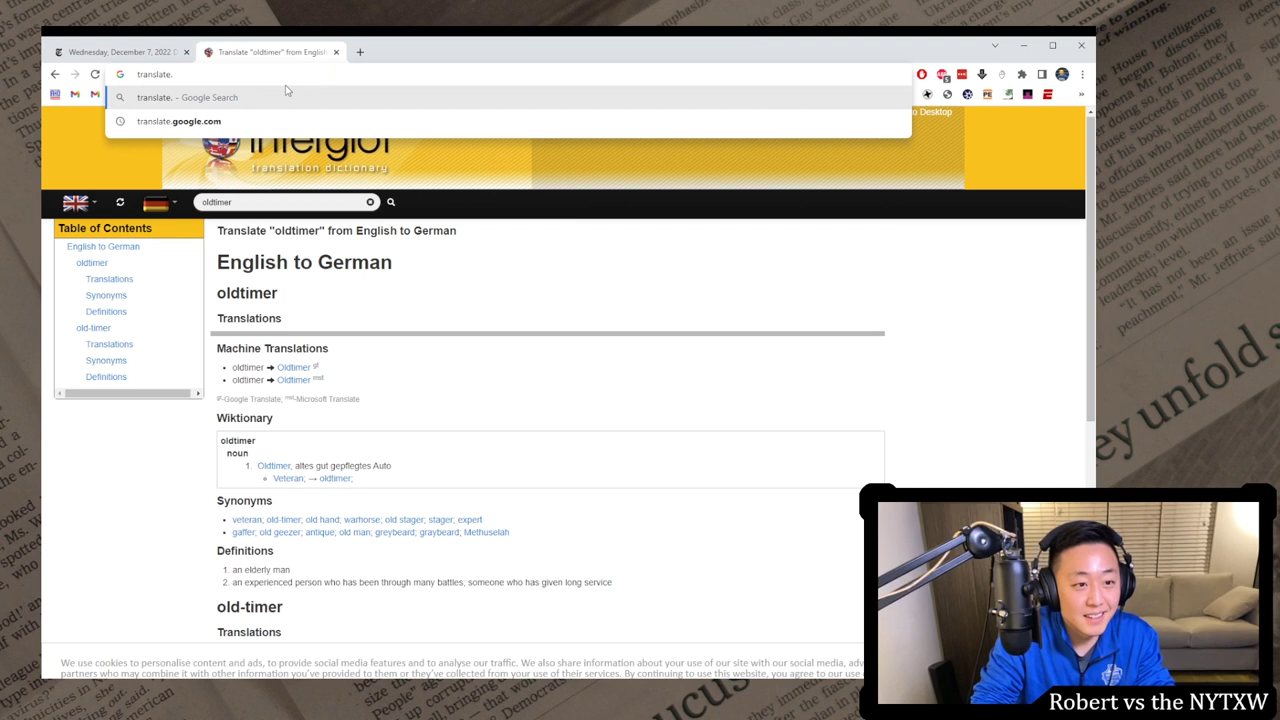 Wednesday, December 7, 2022 D
Translate "oldtimer" from English
translate.
translate. - Google Search
translate.google.com
o Desktop
interglot
translation dictionary
oldtimer
Table of Contents
English to German
oldtimer
Translations
Synonyms
Definitions
old-timer
Translations
Synonyms
Definitions
Translate "oldtimer" from English to German
English to German
oldtimer
Translations
Machine Translations
oldtimer ➜ Oldtimer gt
oldtimer ➜ Oldtimer mst
gt-Google Translate; mst-Microsoft Translate
Wiktionary
oldtimer
noun
1. Oldtimer, altes gut gepflegtes Auto
Veteran; → oldtimer;
Synonyms
veteran; old-timer; old hand; warhorse; old stager; stager; expert
gaffer; old geezer; antique; old man; greybeard; graybeard; Methuselah
Definitions
1. an elderly man
2. an experienced person who has been through many battles; someone who has given long service
old-timer
Translations
We use cookies to personalise content and ads, to provide social media features and to analyse our traffic. We also share information about your use of our site with our social media, adv
partners who may combine it with other information you've provided to them or they've collected from your use of their services. By continuing to use this website, you agree to our use
ey unfold s
Robert vs the NYTXW